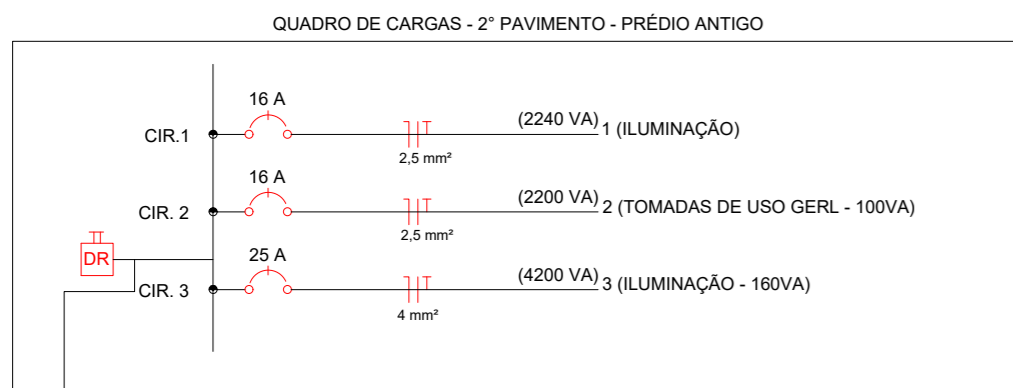 QUADRO DE CARGAS - 2° PAVIMENTO - PRÉDIO ANTIGO
16 A
CIR.1
(2240 VA)
1 (ILUMINAÇÃO)
2,5 mm²
16 A
CIR. 2
(2200 VA)
2 (TOMADAS DE USO GERL - 100VA)
2,5 mm²
DR
25 A
CIR. 3
(4200 VA)
3 (ILUMINAÇÃO - 160VA)
4 mm²